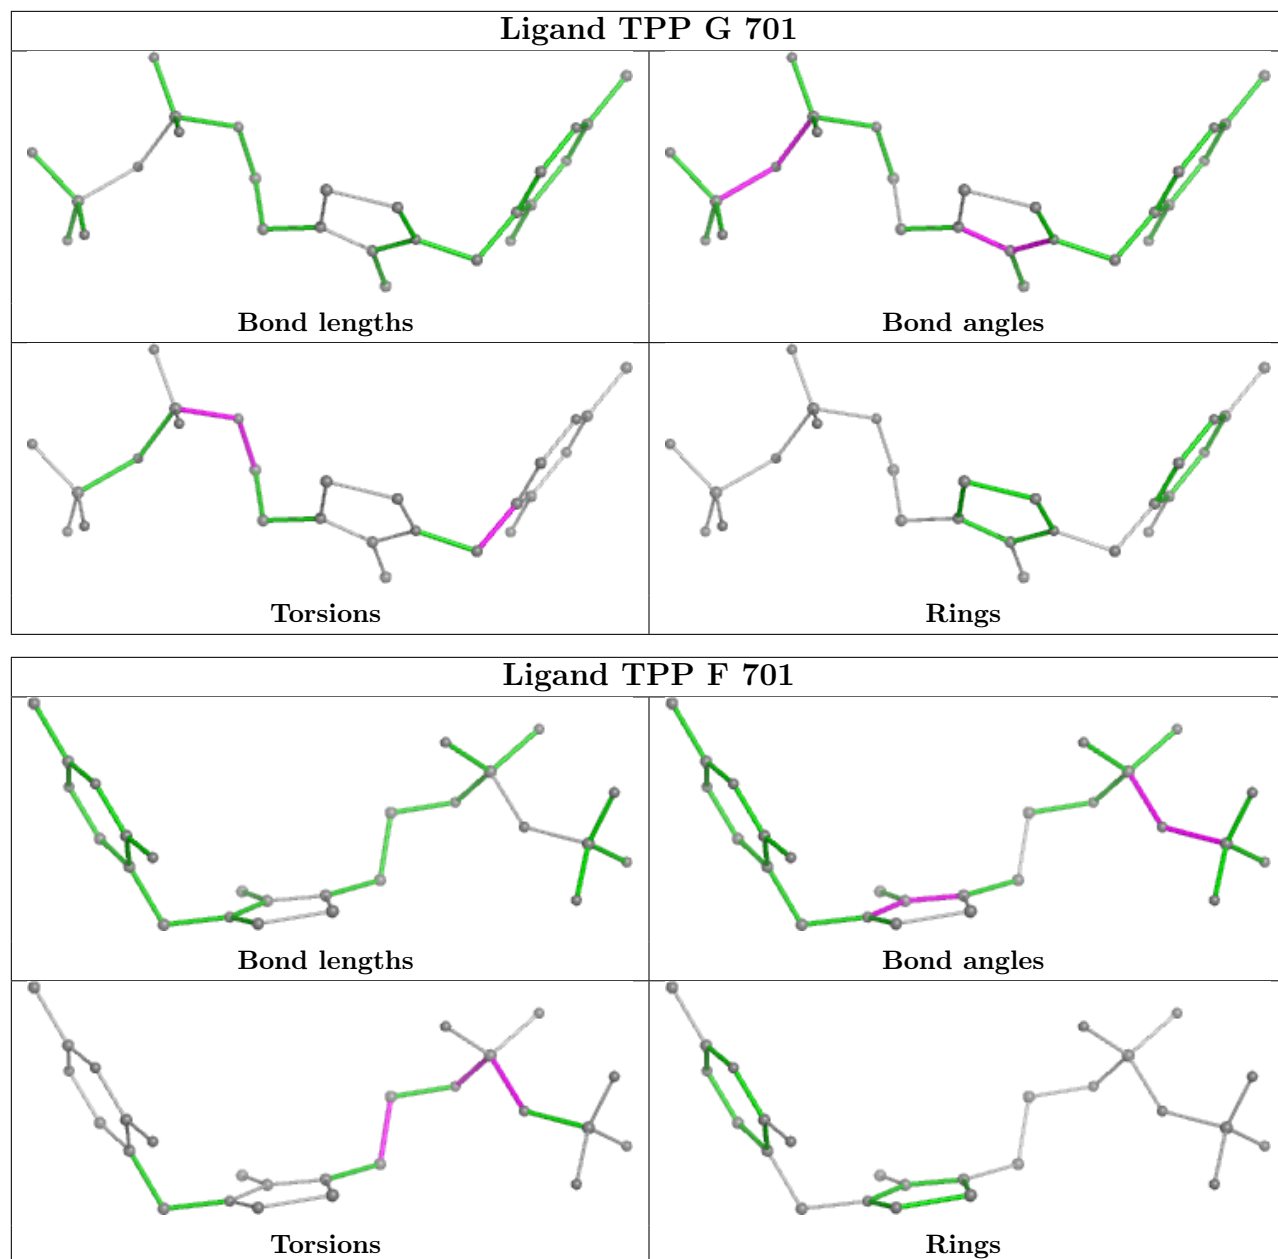 Ligand TPP G 701
Bond lengths
Bond angles
Torsions
Rings
Ligand TPP F 701
Bond lengths
Bond angles
Torsions
Rings